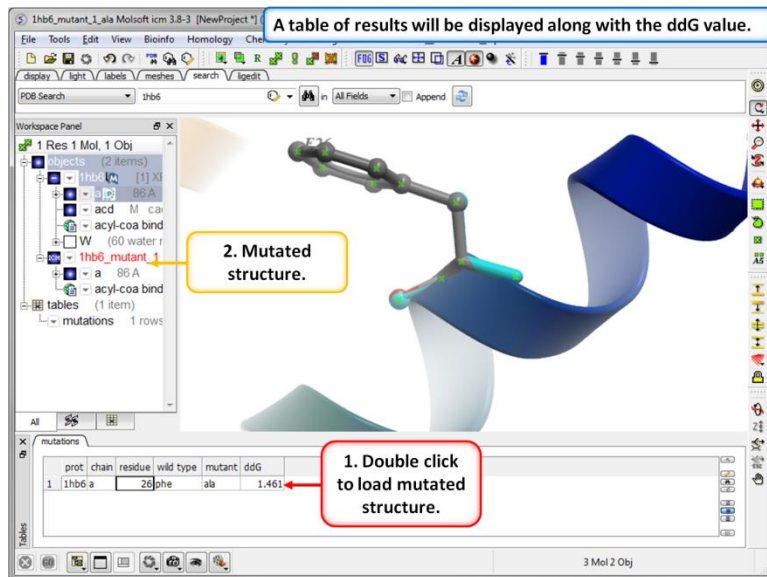 1hb6_mutant_1_ala Molsoft icm 3.8-3 [NewProject *] (
A table of results will be displayed along with the ddG value.
File Tools Edit View Bioinfo Homology
display light labels meshes search ligedit
PDB Search 1hb6 in All Fields Append
Workspace Panel
1 Res 1 Mol, 1 Obj
objects (2 items)
1hb6 [1] XR
a 86 A
acd M cac
acyl-coa bind
W (60 water m
1hb6_mutant_1
a 86 A
acyl-coa bind
tables (1 item)
mutations 1 rows
2. Mutated
structure.
F26
All
mutations
prot chain residue wild type mutant ddG
1 1hb6 a 26 phe ala 1.461
1. Double click
to load mutated
structure.
Tables
3 Mol 2 Obj